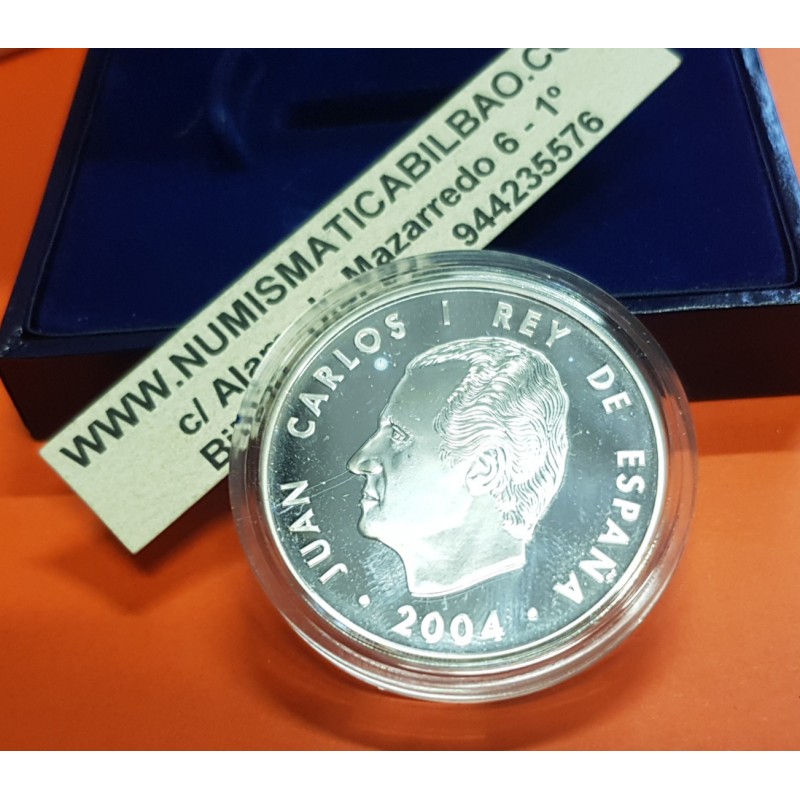 WWW.NUMISMATICABILBAO.CO
c/ Alam Mazarredo 6 - 1º
944235576
JUAN CARLOS I REY DE ESPAÑA
• 2004 •